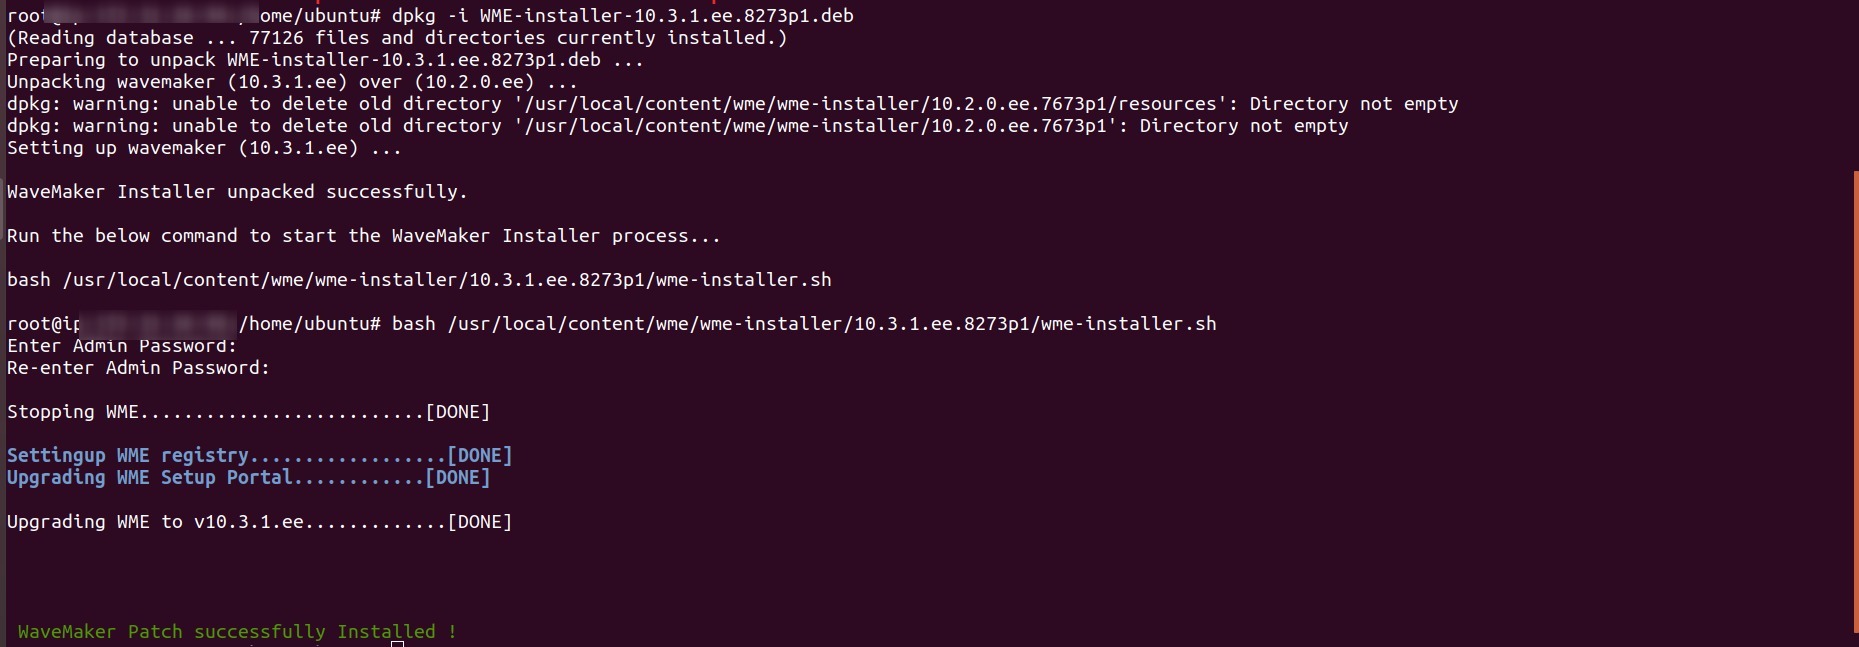 root@ ome/ubuntu# dpkg -i WME-installer-10.3.1.ee.8273p1.deb
(Reading database ... 77126 files and directories currently installed.)
Preparing to unpack WME-installer-10.3.1.ee.8273p1.deb ...
Unpacking wavemaker (10.3.1.ee) over (10.2.0.ee) ...
dpkg: warning: unable to delete old directory '/usr/local/content/wme/wme-installer/10.2.0.ee.7673p1/resources': Directory not empty
dpkg: warning: unable to delete old directory '/usr/local/content/wme/wme-installer/10.2.0.ee.7673p1': Directory not empty
Setting up wavemaker (10.3.1.ee) ...
WaveMaker Installer unpacked successfully.
Run the below command to start the WaveMaker Installer process...
bash /usr/local/content/wme/wme-installer/10.3.1.ee.8273p1/wme-installer.sh
root@ip /home/ubuntu# bash /usr/local/content/wme/wme-installer/10.3.1.ee.8273p1/wme-installer.sh
Enter Admin Password:
Re-enter Admin Password:
Stopping WME..........................[DONE]
Settingup WME registry..................[DONE]
Upgrading WME Setup Portal............[DONE]
Upgrading WME to v10.3.1.ee.............[DONE]
WaveMaker Patch successfully Installed !